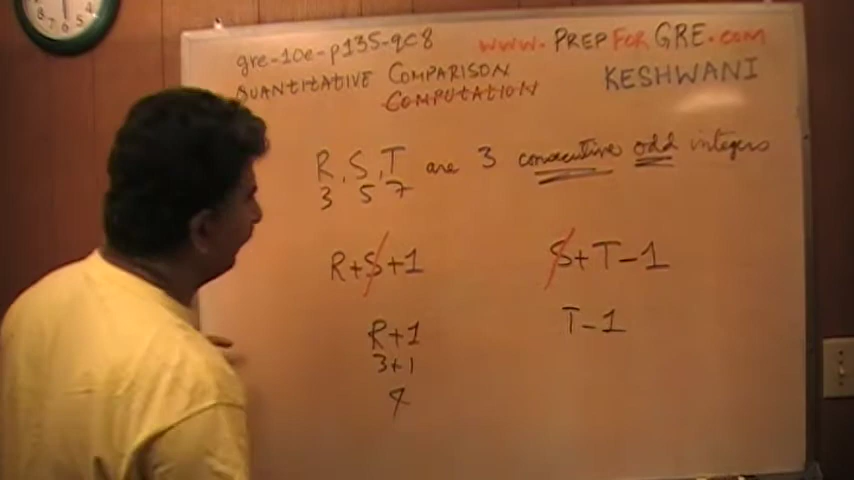 gre-10e-p135-qc8
www.PREPFORGRE.com
QUANTITATIVE COMPARISON
KESHWANI
COMPUTATION
R, S, T are 3 consecutive odd integers
3 5 7
R+S+1 S+T-1
R+1 T-1
3+1
4